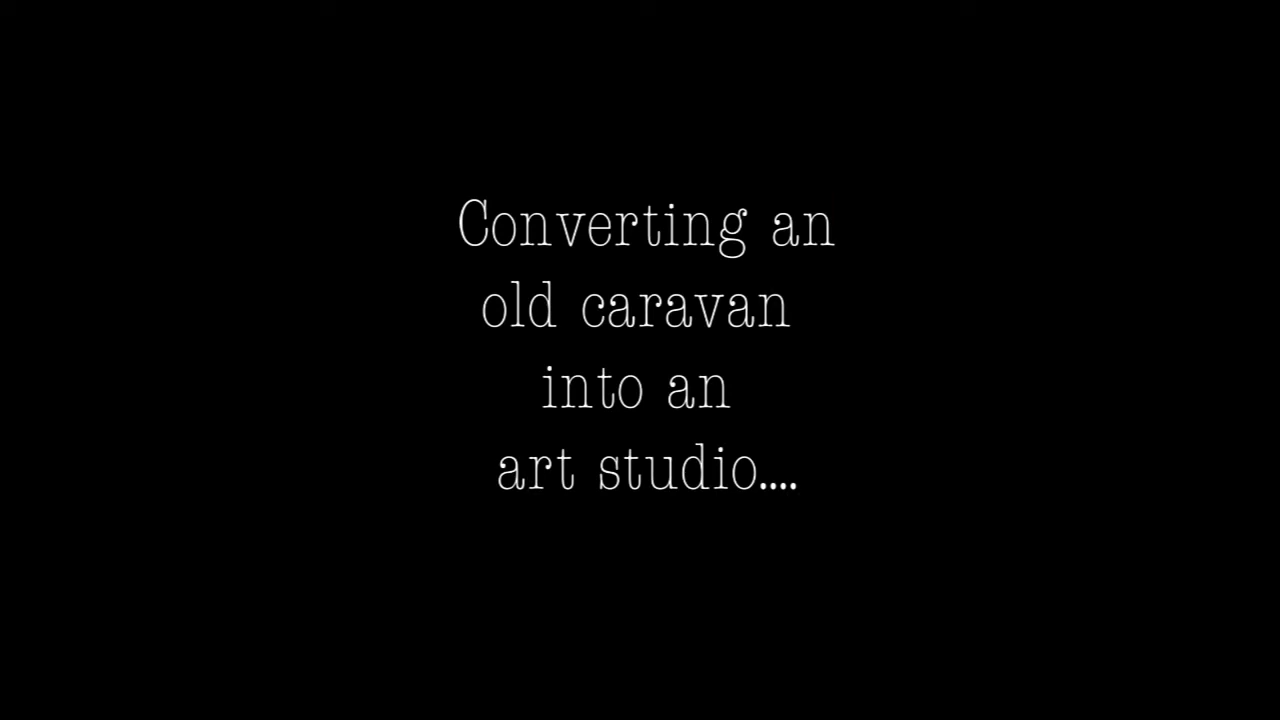 Converting an
old caravan
into an
art studio....